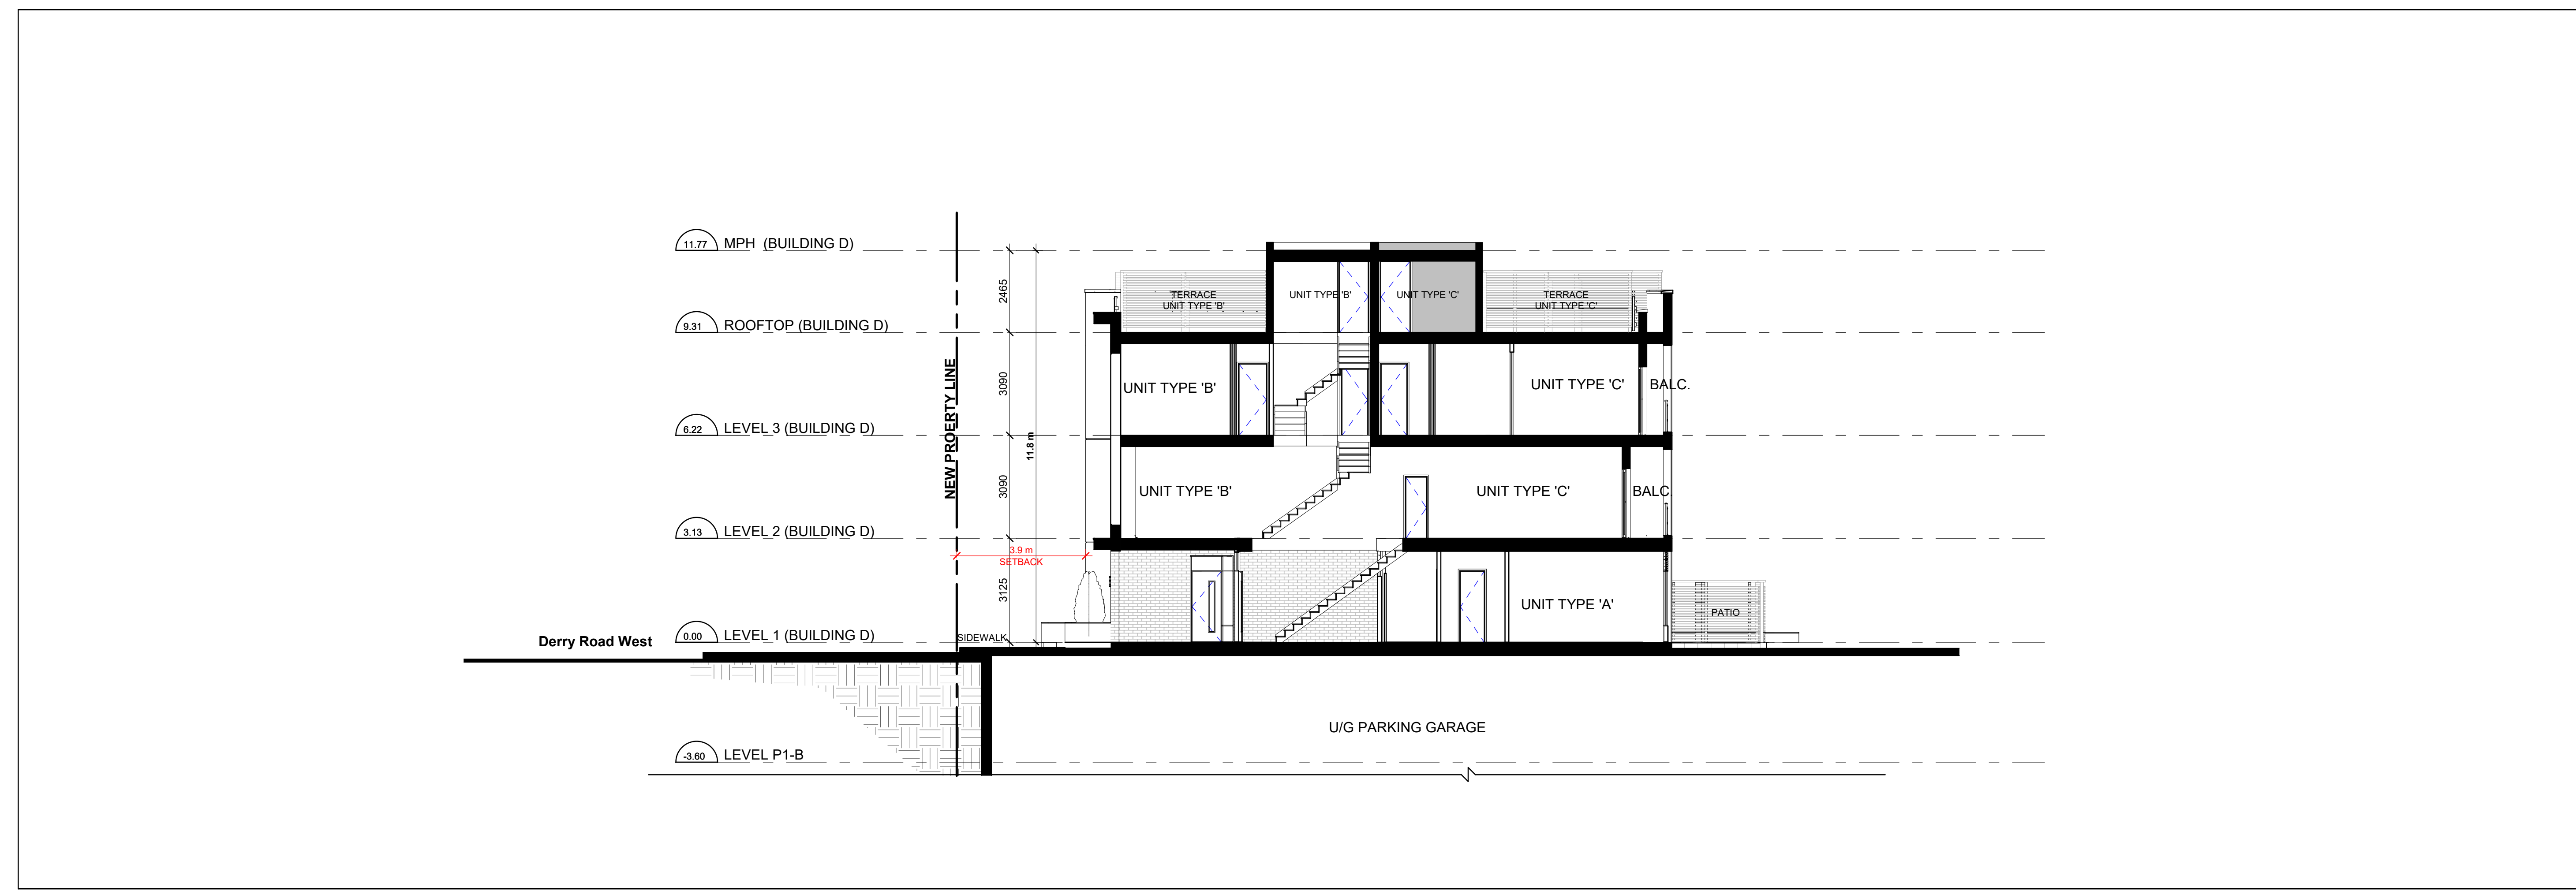 11.77 MPH (BUILDING D)
2465
TERRACE
UNIT TYPE 'B'
UNIT TYPE 'B'
UNIT TYPE 'C'
TERRACE
UNIT TYPE 'C'
9.31 ROOFTOP (BUILDING D)
NEW PROERTY LINE
3090
11.8 m
UNIT TYPE 'B'
UNIT TYPE 'C'
BALC.
6.22 LEVEL 3 (BUILDING D)
3090
UNIT TYPE 'B'
UNIT TYPE 'C'
BALC.
3.13 LEVEL 2 (BUILDING D)
3.9 m
SETBACK
3125
UNIT TYPE 'A'
PATIO
0.00 LEVEL 1 (BUILDING D)
SIDEWALK
Derry Road West
U/G PARKING GARAGE
-3.60 LEVEL P1-B